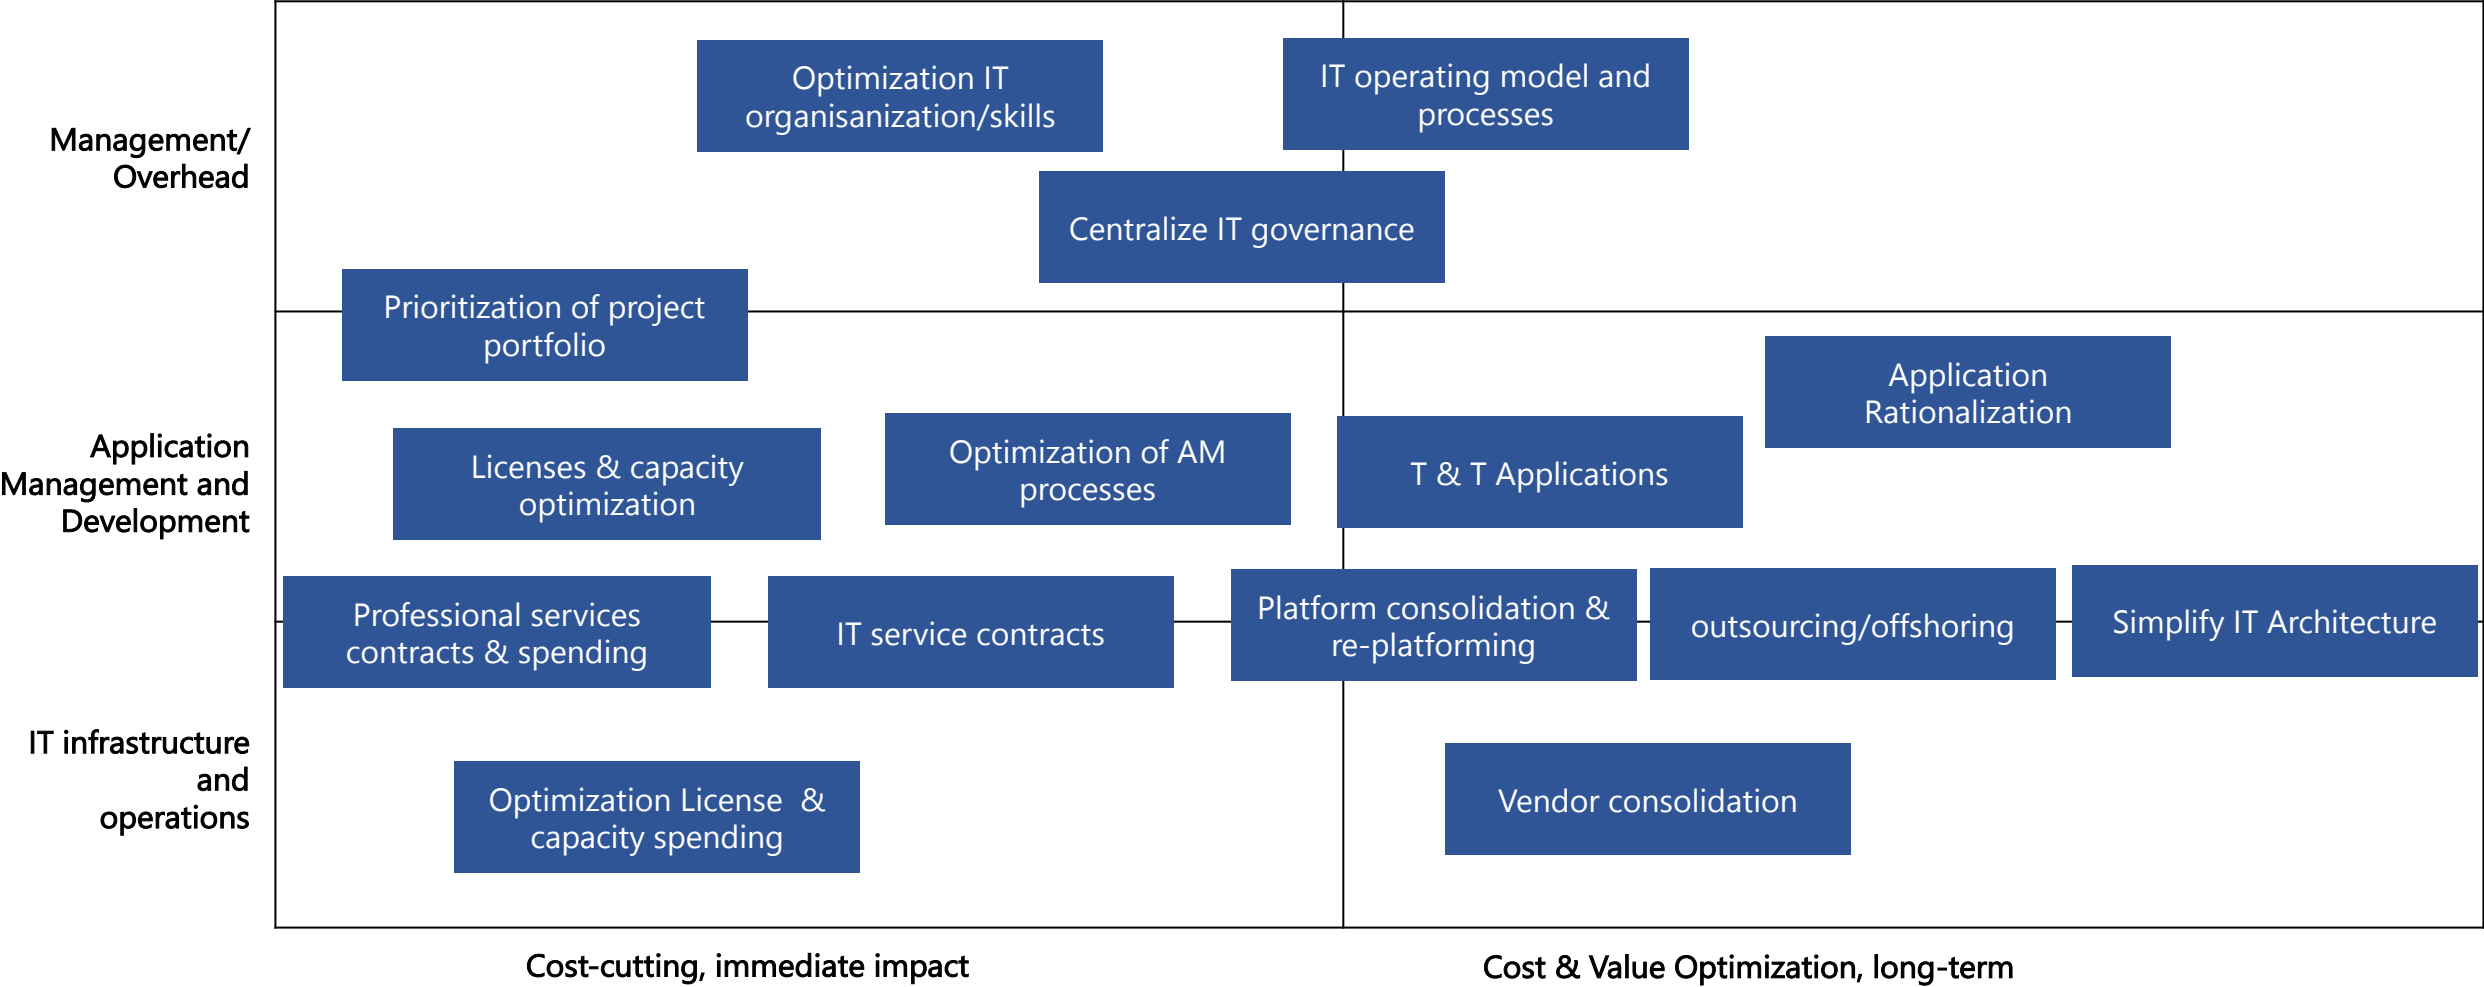 Optimization IT
organisanization/skills
IT operating model and
processes
Management/
Overhead
Centralize IT governance
Prioritization of project
portfolio
Application
Rationalization
Application
Management and
Development
Licenses & capacity
optimization
Optimization of AM
processes
T & T Applications
Professional services
contracts & spending
IT service contracts
Platform consolidation &
re-platforming
outsourcing/offshoring
Simplify IT Architecture
IT infrastructure
and
operations
Optimization License  &
capacity spending
Vendor consolidation
Cost-cutting, immediate impact
Cost & Value Optimization, long-term